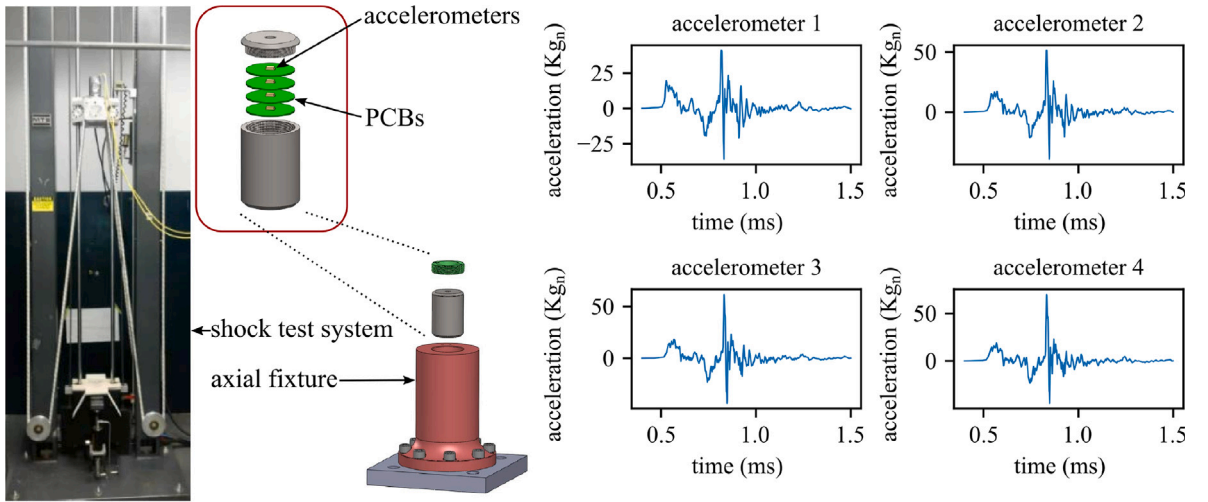 accelerometers
PCBs
shock test system
axial fixture
accelerometer 1
acceleration (Kgn)
25
0
−25
0.5 1.0 1.5
time (ms)
accelerometer 2
acceleration (Kgn)
50
0
0.5 1.0 1.5
time (ms)
accelerometer 3
acceleration (Kgn)
50
0
0.5 1.0 1.5
time (ms)
accelerometer 4
acceleration (Kgn)
50
0
0.5 1.0 1.5
time (ms)